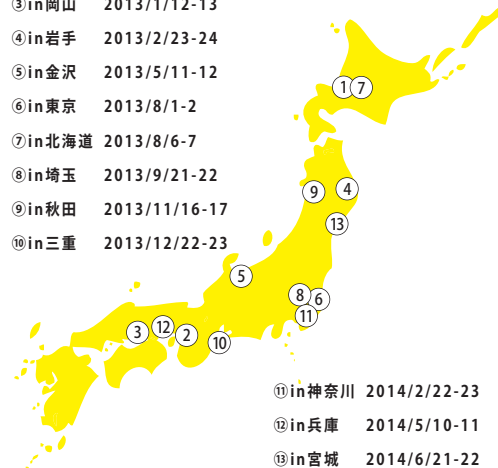 ③in岡山 2013/1/12-13
④in岩手 2013/2/23-24
⑤in金沢 2013/5/11-12
⑥in東京 2013/8/1-2
⑦in北海道 2013/8/6-7
⑧in埼玉 2013/9/21-22
⑨in秋田 2013/11/16-17
⑩in三重 2013/12/22-23
① ⑦
⑨ ④
⑬
⑤
⑧ ⑥
⑪
③ ⑫ ② ⑩
⑪in神奈川 2014/2/22-23
⑫in兵庫 2014/5/10-11
⑬in宮城 2014/6/21-22